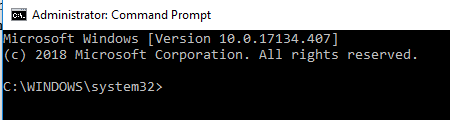 Administrator: Command Prompt
Microsoft Windows [Version 10.0.17134.407]
(c) 2018 Microsoft Corporation. All rights reserved.
C:\WINDOWS\system32>